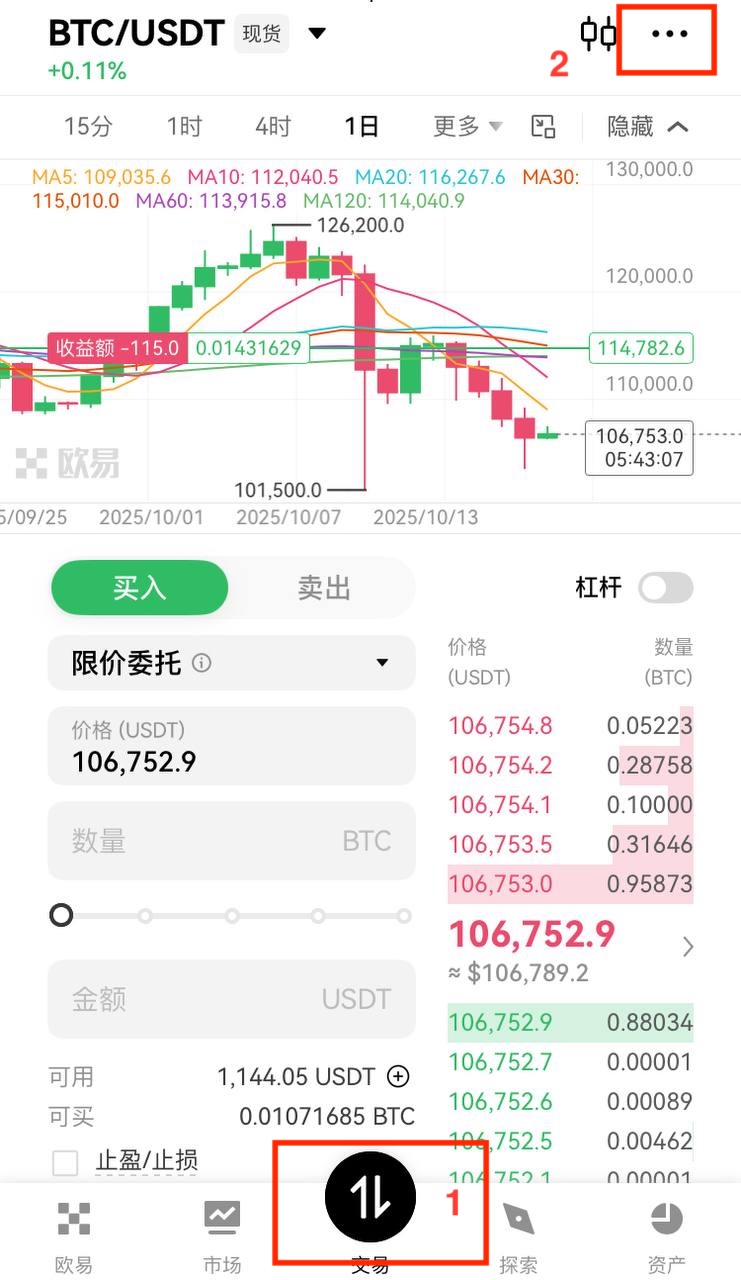 BTC/USDT 现货
+0.11%
2
15分 1时 4时 1日 更多 隐藏
MA5: 109,035.6 MA10: 112,040.5 MA20: 116,267.6 MA30:
115,010.0 MA60: 113,915.8 MA120: 114,040.9
130,000.0
126,200.0
120,000.0
收益额 -115.0 0.01431629 114,782.6
110,000.0
106,753.0
05:43:07
欧易
101,500.0
5/09/25 2025/10/01 2025/10/07 2025/10/13
买入 卖出 杠杆
限价委托
价格 (USDT)
106,752.9
数量 BTC
金额 USDT
可用 1,144.05 USDT
可买 0.01071685 BTC
止盈/止损
价格 数量
(USDT) (BTC)
106,754.8 0.05223
106,754.2 0.28758
106,754.1 0.10000
106,753.5 0.31646
106,753.0 0.95873
106,752.9
≈ $106,789.2
106,752.9 0.88034
106,752.7 0.00001
106,752.6 0.00089
106,752.5 0.00462
106,752.1 0.00001
1
欧易 市场 交易 探索 资产